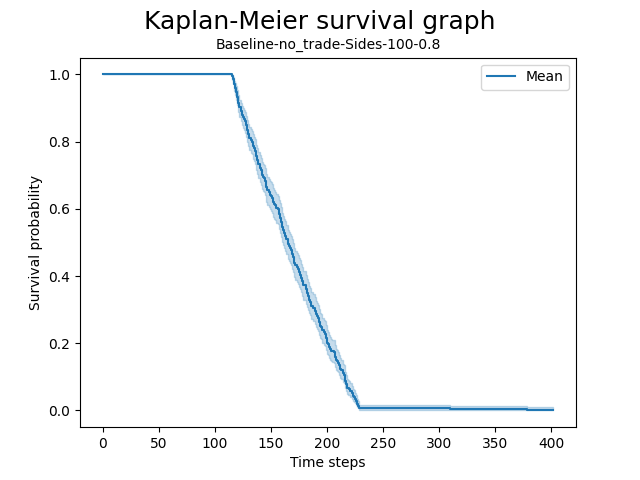 Kaplan-Meier survival graph
Baseline-no_trade-Sides-100-0.8
Mean
1.0
0.8
0.6
0.4
0.2
0.0
Survival probability
0 50 100 150 200 250 300 350 400
Time steps